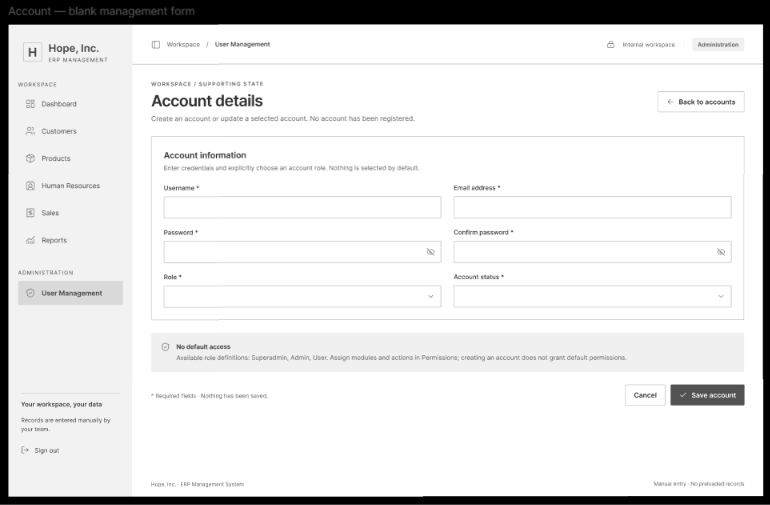 Account — blank management form
H
Hope, Inc.
ERP MANAGEMENT
WORKSPACE
Dashboard
Customers
Products
Human Resources
Sales
Reports
ADMINISTRATION
User Management
Your workspace, your data
Records are entered manually by
your team.
Sign out
Workspace / User Management
Internal workspace
Administration
WORKSPACE / SUPPORTING STATE
Account details
Create an account or update a selected account. No account has been registered.
Back to accounts
Account information
Enter credentials and explicitly choose an account role. Nothing is selected by default.
Username *
Email address *
Password *
Confirm password *
Role *
Account status *
No default access
Available role definitions: Superadmin, Admin, User. Assign modules and actions in Permissions; creating an account does not grant default permissions.
* Required fields · Nothing has been saved.
Cancel
Save account
Hope, Inc. · ERP Management System
Manual entry · No preloaded records